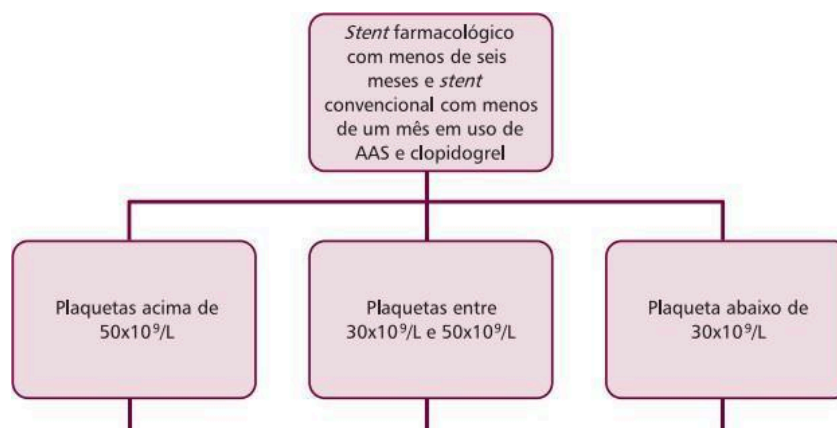 Stent farmacológico
com menos de seis
meses e stent
convencional com menos
de um mês em uso de
AAS e clopidogrel
Plaquetas acima de
50x10⁹/L
Plaquetas entre
30x10⁹/L e 50x10⁹/L
Plaqueta abaixo de
30x10⁹/L